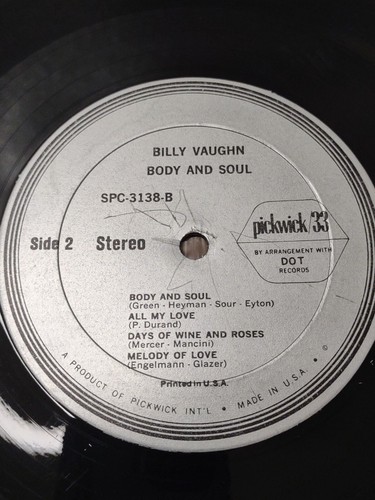 BILLY VAUGHN
BODY AND SOUL
SPC-3138-B
pickwick/33
BY ARRANGEMENT WITH
DOT
RECORDS
Side 2 Stereo
BODY AND SOUL
(Green - Heyman - Sour - Eyton)
ALL MY LOVE
(P. Durand)
DAYS OF WINE AND ROSES
(Mercer - Mancini)
MELODY OF LOVE
(Engelmann - Glazer)
Printed in U.S.A.
A PRODUCT OF PICKWICK INT'L • MADE IN U.S.A. • ©